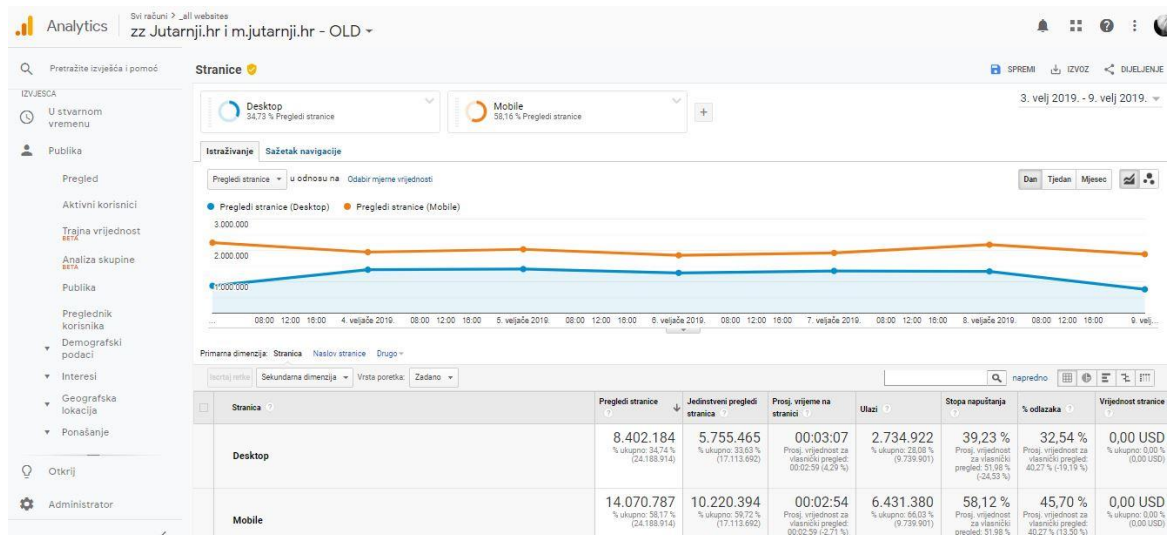 Analytics
Svi računi > _all websites
zz Jutarnji.hr i m.jutarnji.hr - OLD
Pretražite izvješća i pomoć
IZVJEŠĆA
U stvarnom
vremenu
Publika
Pregled
Aktivni korisnici
Trajna vrijednost
BETA
Analiza skupine
BETA
Publika
Preglednik
korisnika
Demografski
podaci
Interesi
Geografska
lokacija
Ponašanje
Otkrij
Administrator
Stranice
SPREMI
IZVOZ
DIJELJENJE
Desktop
34,73 % Pregledi stranice
Mobile
58,16 % Pregledi stranice
+
3. velj 2019. - 9. velj 2019.
Istraživanje Sažetak navigacije
Pregledi stranice u odnosu na Odabir mjerne vrijednosti
Dan Tjedan Mjesec
Pregledi stranice (Desktop) Pregledi stranice (Mobile)
3.000.000
2.000.000
1.000.000
... 08:00 12:00 16:00 4. veljače 2019. 08:00 12:00 16:00 5. veljače 2019. 08:00 12:00 16:00 6. veljače 2019. 08:00 12:00 16:00 7. veljače 2019. 08:00 12:00 16:00 8. veljače 2019. 08:00 12:00 16:00 9. velj...
Primarna dimenzija: Stranica Naslov stranice Drugo
Iscrtaj retke Sekundarna dimenzija Vrsta poretka: Zadano napredno
Stranica
Pregledi stranice
Jedinstveni pregledi
stranica
Prosj. vrijeme na
stranici
Ulazi
Stopa napuštanja
% odlazaka
Vrijednost stranice
Desktop
8.402.184
% ukupno: 34,74 %
(24.188.914)
5.755.465
% ukupno: 33,63 %
(17.113.692)
00:03:07
Prosj. vrijednost za
vlasnički pregled:
00:02:59 (4,29 %)
2.734.922
% ukupno: 28,08 %
(9.739.901)
39,23 %
Prosj. vrijednost
za vlasnički
pregled: 51,98 %
(-24,53 %)
32,54 %
Prosj. vrijednost za
vlasnički pregled:
40,27 % (-19,19 %)
0,00 USD
% ukupno: 0,00 %
(0,00 USD)
Mobile
14.070.787
% ukupno: 58,17 %
(24.188.914)
10.220.394
% ukupno: 59,72 %
(17.113.692)
00:02:54
Prosj. vrijednost za
vlasnički pregled:
00:02:59 (-2,71 %)
6.431.380
% ukupno: 66,03 %
(9.739.901)
58,12 %
Prosj. vrijednost
za vlasnički
pregled: 51,98 %
45,70 %
Prosj. vrijednost za
vlasnički pregled:
40,27 % (13,50 %)
0,00 USD
% ukupno: 0,00 %
(0,00 USD)